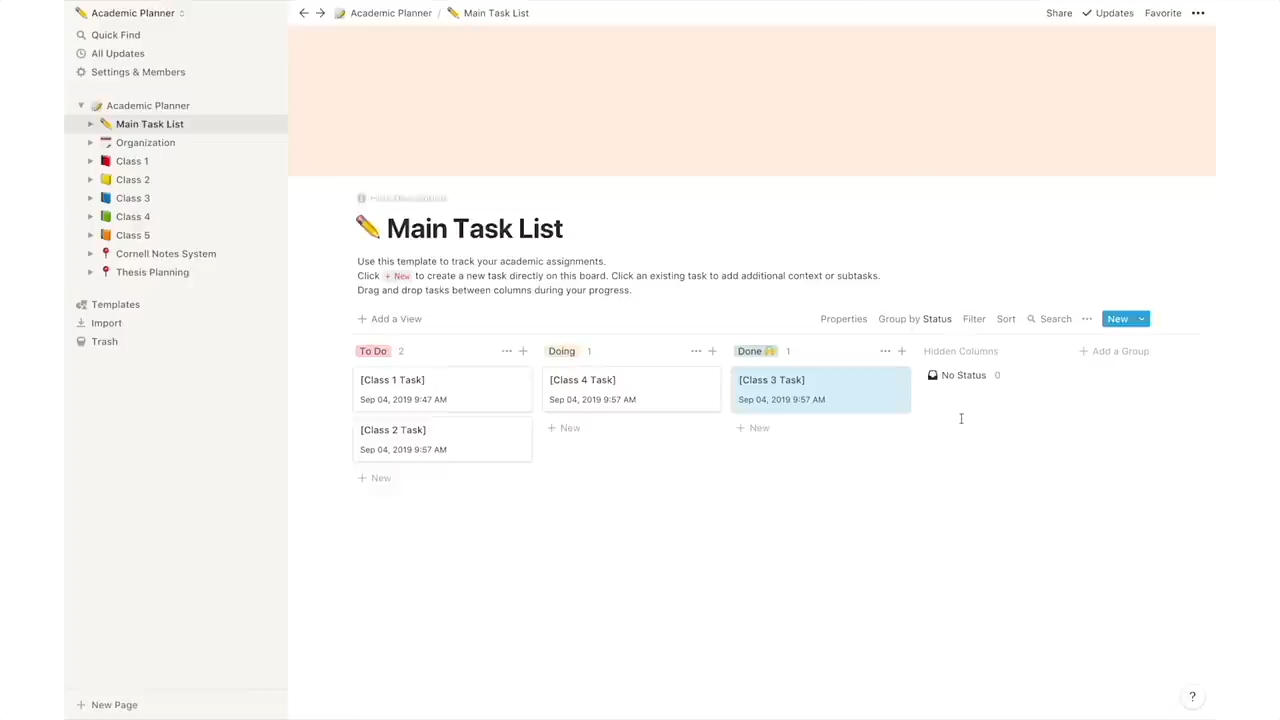 Academic Planner
Quick Find
All Updates
Settings & Members
Academic Planner
Main Task List
Organization
Class 1
Class 2
Class 3
Class 4
Class 5
Cornell Notes System
Thesis Planning
Templates
Import
Trash
New Page
Academic Planner / Main Task List
Share Updates Favorite
Main Task List
Use this template to track your academic assignments.
Click + New to create a new task directly on this board. Click an existing task to add additional context or subtasks.
Drag and drop tasks between columns during your progress.
+ Add a View
Properties Group by Status Filter Sort Search New
To Do 2
Doing 1
Done 1
Hidden Columns
+ Add a Group
[Class 1 Task]
Sep 04, 2019 9:47 AM
[Class 2 Task]
Sep 04, 2019 9:57 AM
+ New
[Class 4 Task]
Sep 04, 2019 9:57 AM
+ New
[Class 3 Task]
Sep 04, 2019 9:57 AM
+ New
No Status 0
?